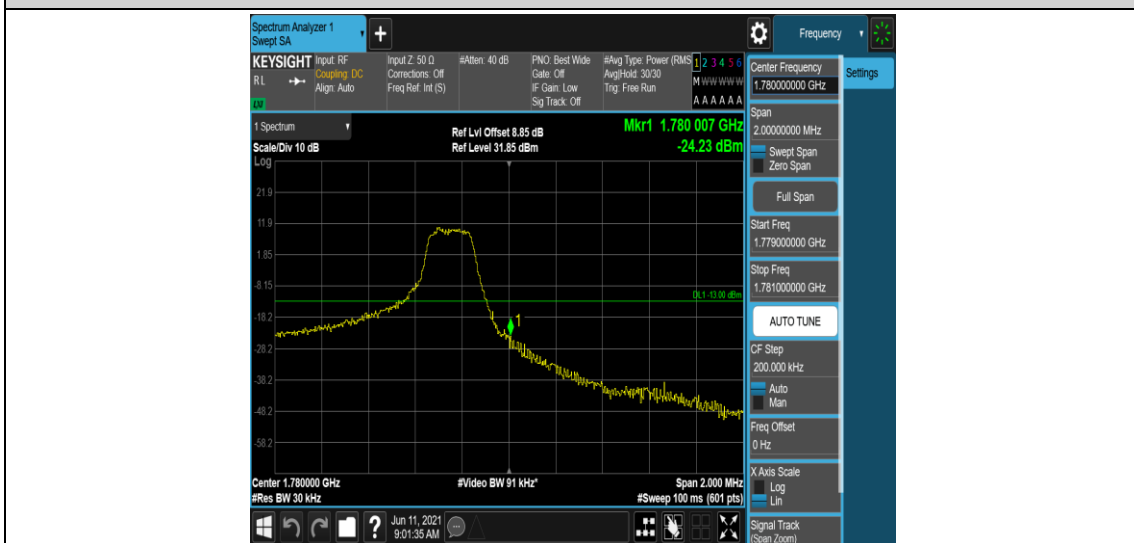 Spectrum Analyzer 1
Swept SA
+
Frequency
KEYSIGHT
RL
LXI
Input: RF
Coupling: DC
Align: Auto
Input Z: 50 Ω
Corrections: Off
Freq Ref: Int (S)
#Atten: 40 dB
PNO: Best Wide
Gate: Off
IF Gain: Low
Sig Track: Off
#Avg Type: Power (RMS
Avg|Hold: 30/30
Trig: Free Run
1 2 3 4 5 6
M W W W W W
A A A A A A
1 Spectrum
Scale/Div 10 dB
Log
Ref Lvl Offset 8.85 dB
Ref Level 31.85 dBm
Mkr1 1.780 007 GHz
-24.23 dBm
21.9
11.9
1.85
-8.15
-18.2
-28.2
-38.2
-48.2
-58.2
DL1 -13.00 dBm
1
Center 1.780000 GHz
#Res BW 30 kHz
#Video BW 91 kHz*
Span 2.000 MHz
#Sweep 100 ms (601 pts)
?
Jun 11, 2021
9:01:35 AM
Center Frequency
1.780000000 GHz
Settings
Span
2.00000000 MHz
Swept Span
Zero Span
Full Span
Start Freq
1.779000000 GHz
Stop Freq
1.781000000 GHz
AUTO TUNE
CF Step
200.000 kHz
Auto
Man
Freq Offset
0 Hz
X Axis Scale
Log
Lin
Signal Track
(Span Zoom)